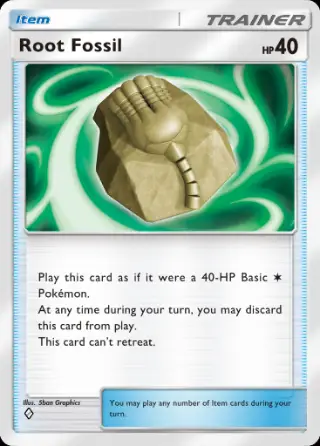 Item
TRAINER
Root Fossil
HP 40
Play this card as if it were a 40-HP Basic
Pokémon.
At any time during your turn, you may discard
this card from play.
This card can't retreat.
Illus. 5ban Graphics
You may play any number of Item cards during your
turn.